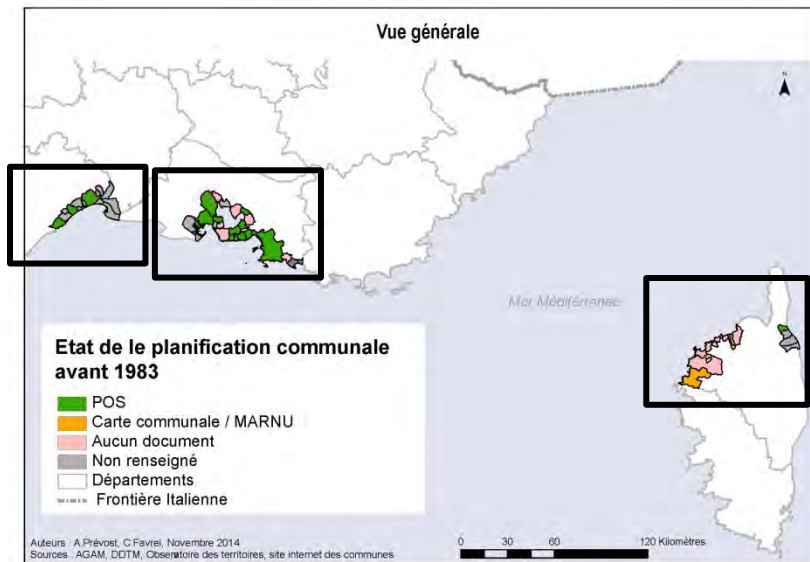 Vue générale
N
Mer Méditerranée
Etat de le planification communale
avant 1983
POS
Carte communale / MARNU
Aucun document
Non renseigné
Départements
Frontière Italienne
Auteurs : A.Prévost, C.Favrel, Novembre 2014
Sources : AGAM, DDTM, Observatoire des territoires, site internet des communes
0 30 60 120 Kilomètres